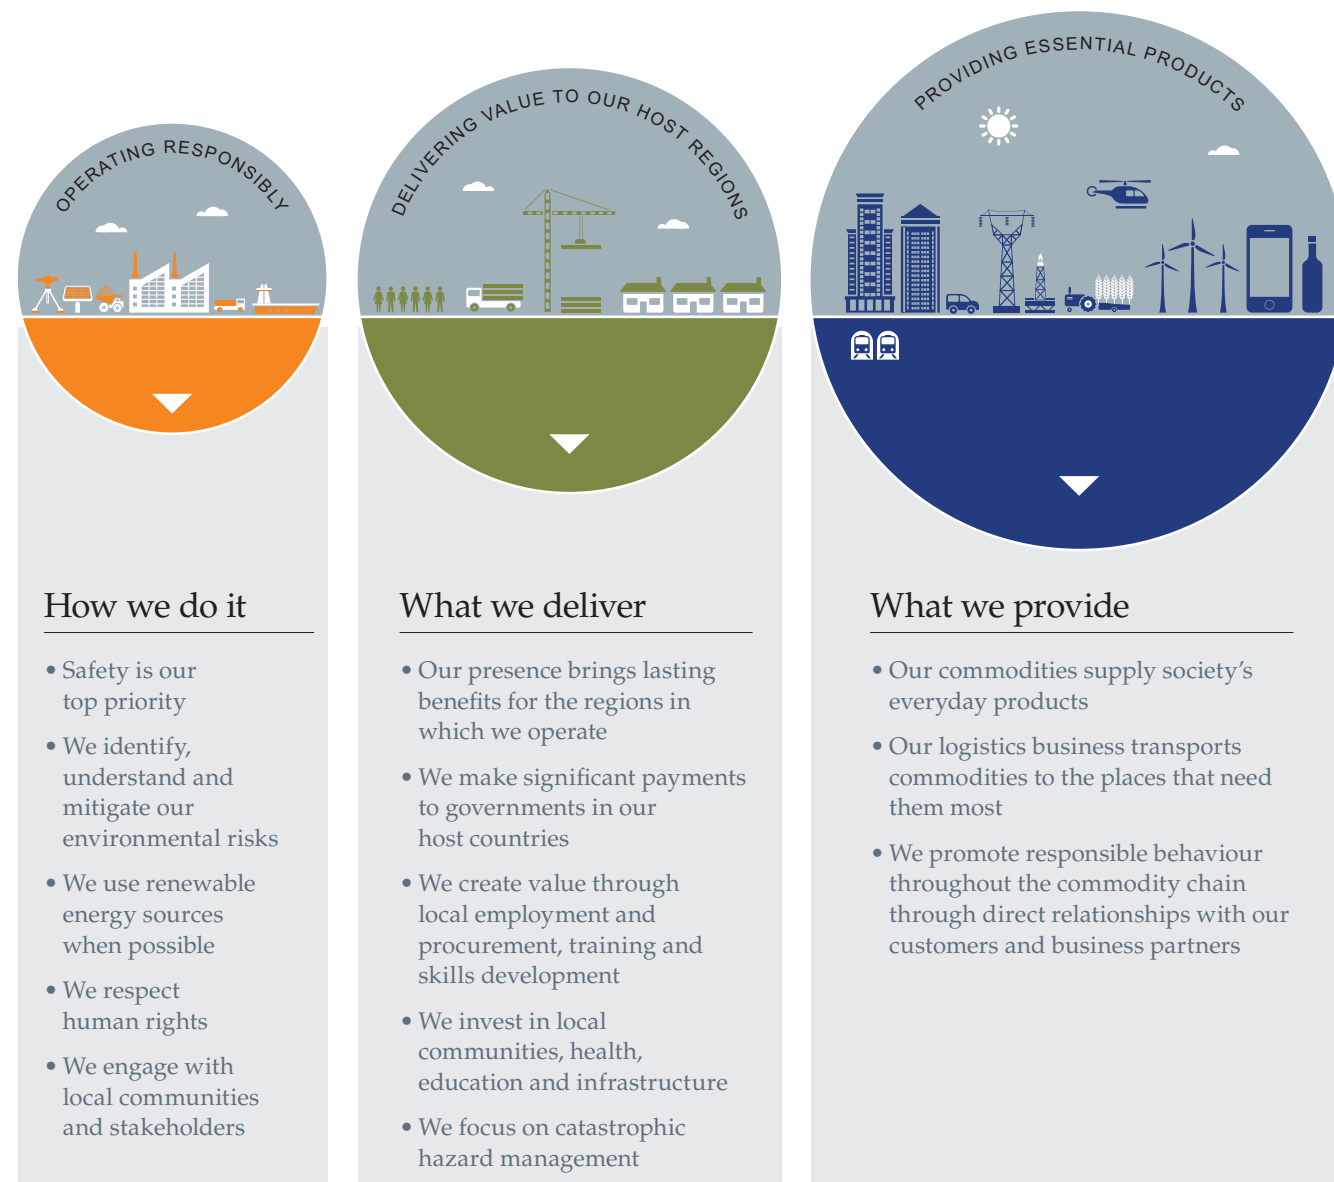 OPERATING RESPONSIBLY
DELIVERING VALUE TO OUR HOST REGIONS
PROVIDING ESSENTIAL PRODUCTS
How we do it
• Safety is our
top priority
• We identify,
understand and
mitigate our
environmental risks
• We use renewable
energy sources
when possible
• We respect
human rights
• We engage with
local communities
and stakeholders
What we deliver
• Our presence brings lasting
benefits for the regions in
which we operate
• We make significant payments
to governments in our
host countries
• We create value through
local employment and
procurement, training and
skills development
• We invest in local
communities, health,
education and infrastructure
• We focus on catastrophic
hazard management
What we provide
• Our commodities supply society’s
everyday products
• Our logistics business transports
commodities to the places that need
them most
• We promote responsible behaviour
throughout the commodity chain
through direct relationships with our
customers and business partners